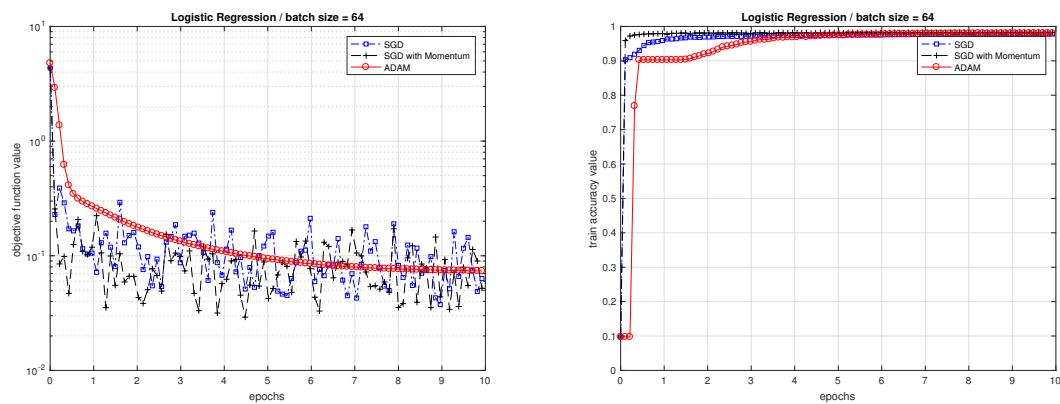 Logistic Regression / batch size = 64
10^1
10^0
10^-1
10^-2
objective function value
0 1 2 3 4 5 6 7 8 9 10
epochs
SGD
SGD with Momentum
ADAM
Logistic Regression / batch size = 64
1
0.9
0.8
0.7
0.6
0.5
0.4
0.3
0.2
0.1
0
train accuracy value
0 1 2 3 4 5 6 7 8 9 10
epochs
SGD
SGD with Momentum
ADAM